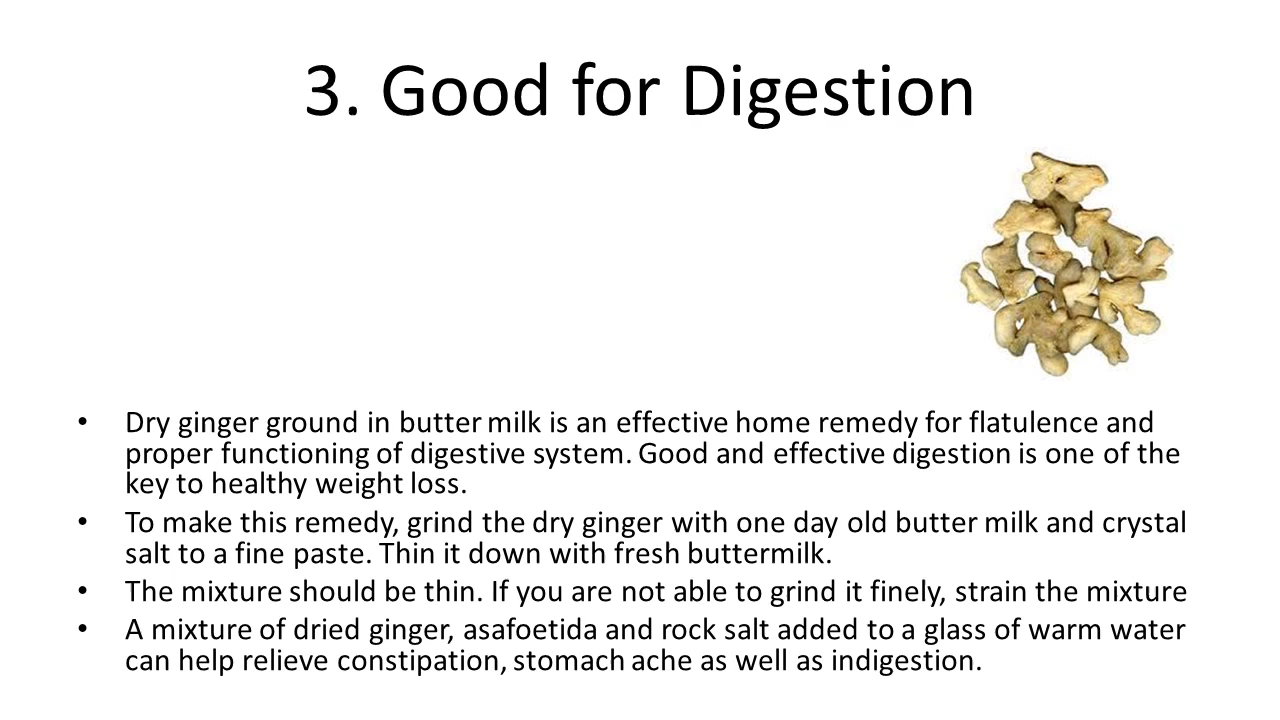 3. Good for Digestion
• Dry ginger ground in butter milk is an effective home remedy for flatulence and
proper functioning of digestive system. Good and effective digestion is one of the
key to healthy weight loss.
• To make this remedy, grind the dry ginger with one day old butter milk and crystal
salt to a fine paste. Thin it down with fresh buttermilk.
• The mixture should be thin. If you are not able to grind it finely, strain the mixture
• A mixture of dried ginger, asafoetida and rock salt added to a glass of warm water
can help relieve constipation, stomach ache as well as indigestion.